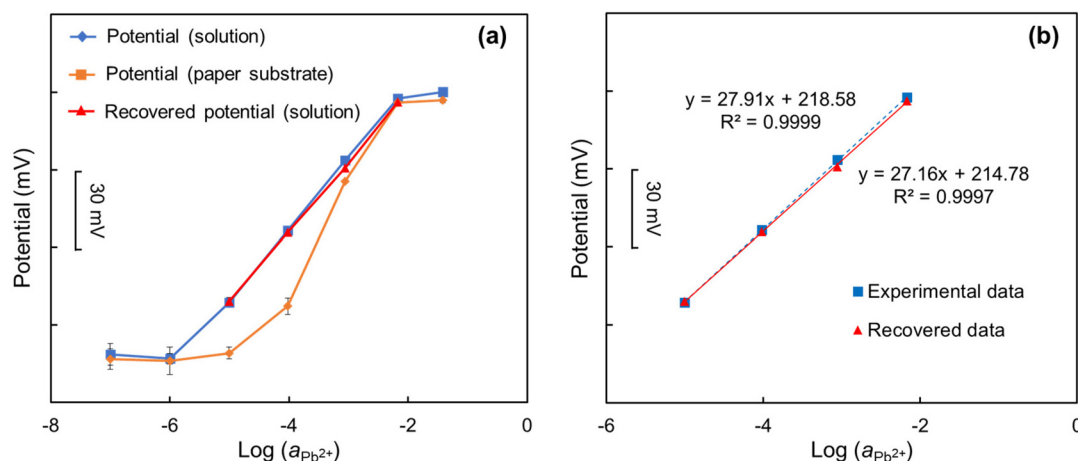 (a)
Potential (solution)
Potential (paper substrate)
Recovered potential (solution)
Potential (mV)
30 mV
-8 -6 -4 -2 0
Log (aPb²⁺)
(b)
y = 27.91x + 218.58
R² = 0.9999
y = 27.16x + 214.78
R² = 0.9997
Potential (mV)
30 mV
Experimental data
Recovered data
-6 -4 -2 0
Log (aPb²⁺)